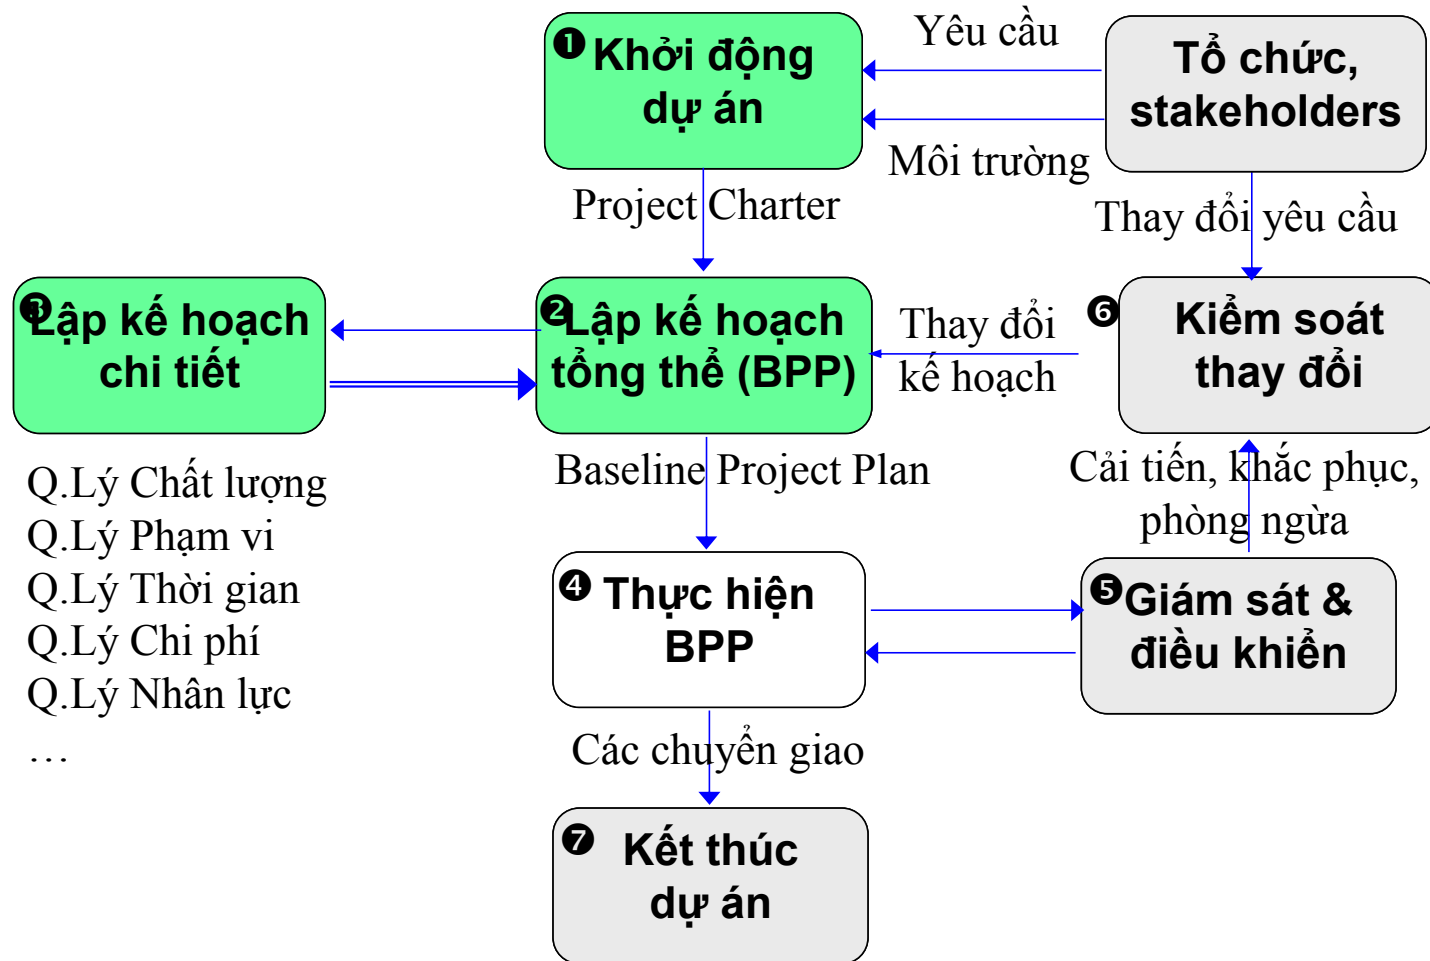 ❶ Khởi động
dự án
Yêu cầu
Môi trường
Tổ chức,
stakeholders
Project Charter
Thay đổi yêu cầu
❸ Lập kế hoạch
chi tiết
❷ Lập kế hoạch
tổng thể (BPP)
Thay đổi
kế hoạch
❻ Kiểm soát
thay đổi
Q.Lý Chất lượng
Q.Lý Phạm vi
Q.Lý Thời gian
Q.Lý Chi phí
Q.Lý Nhân lực
…
Baseline Project Plan
Cải tiến, khắc phục,
phòng ngừa
❹ Thực hiện
BPP
❺ Giám sát &
điều khiển
Các chuyển giao
❼ Kết thúc
dự án